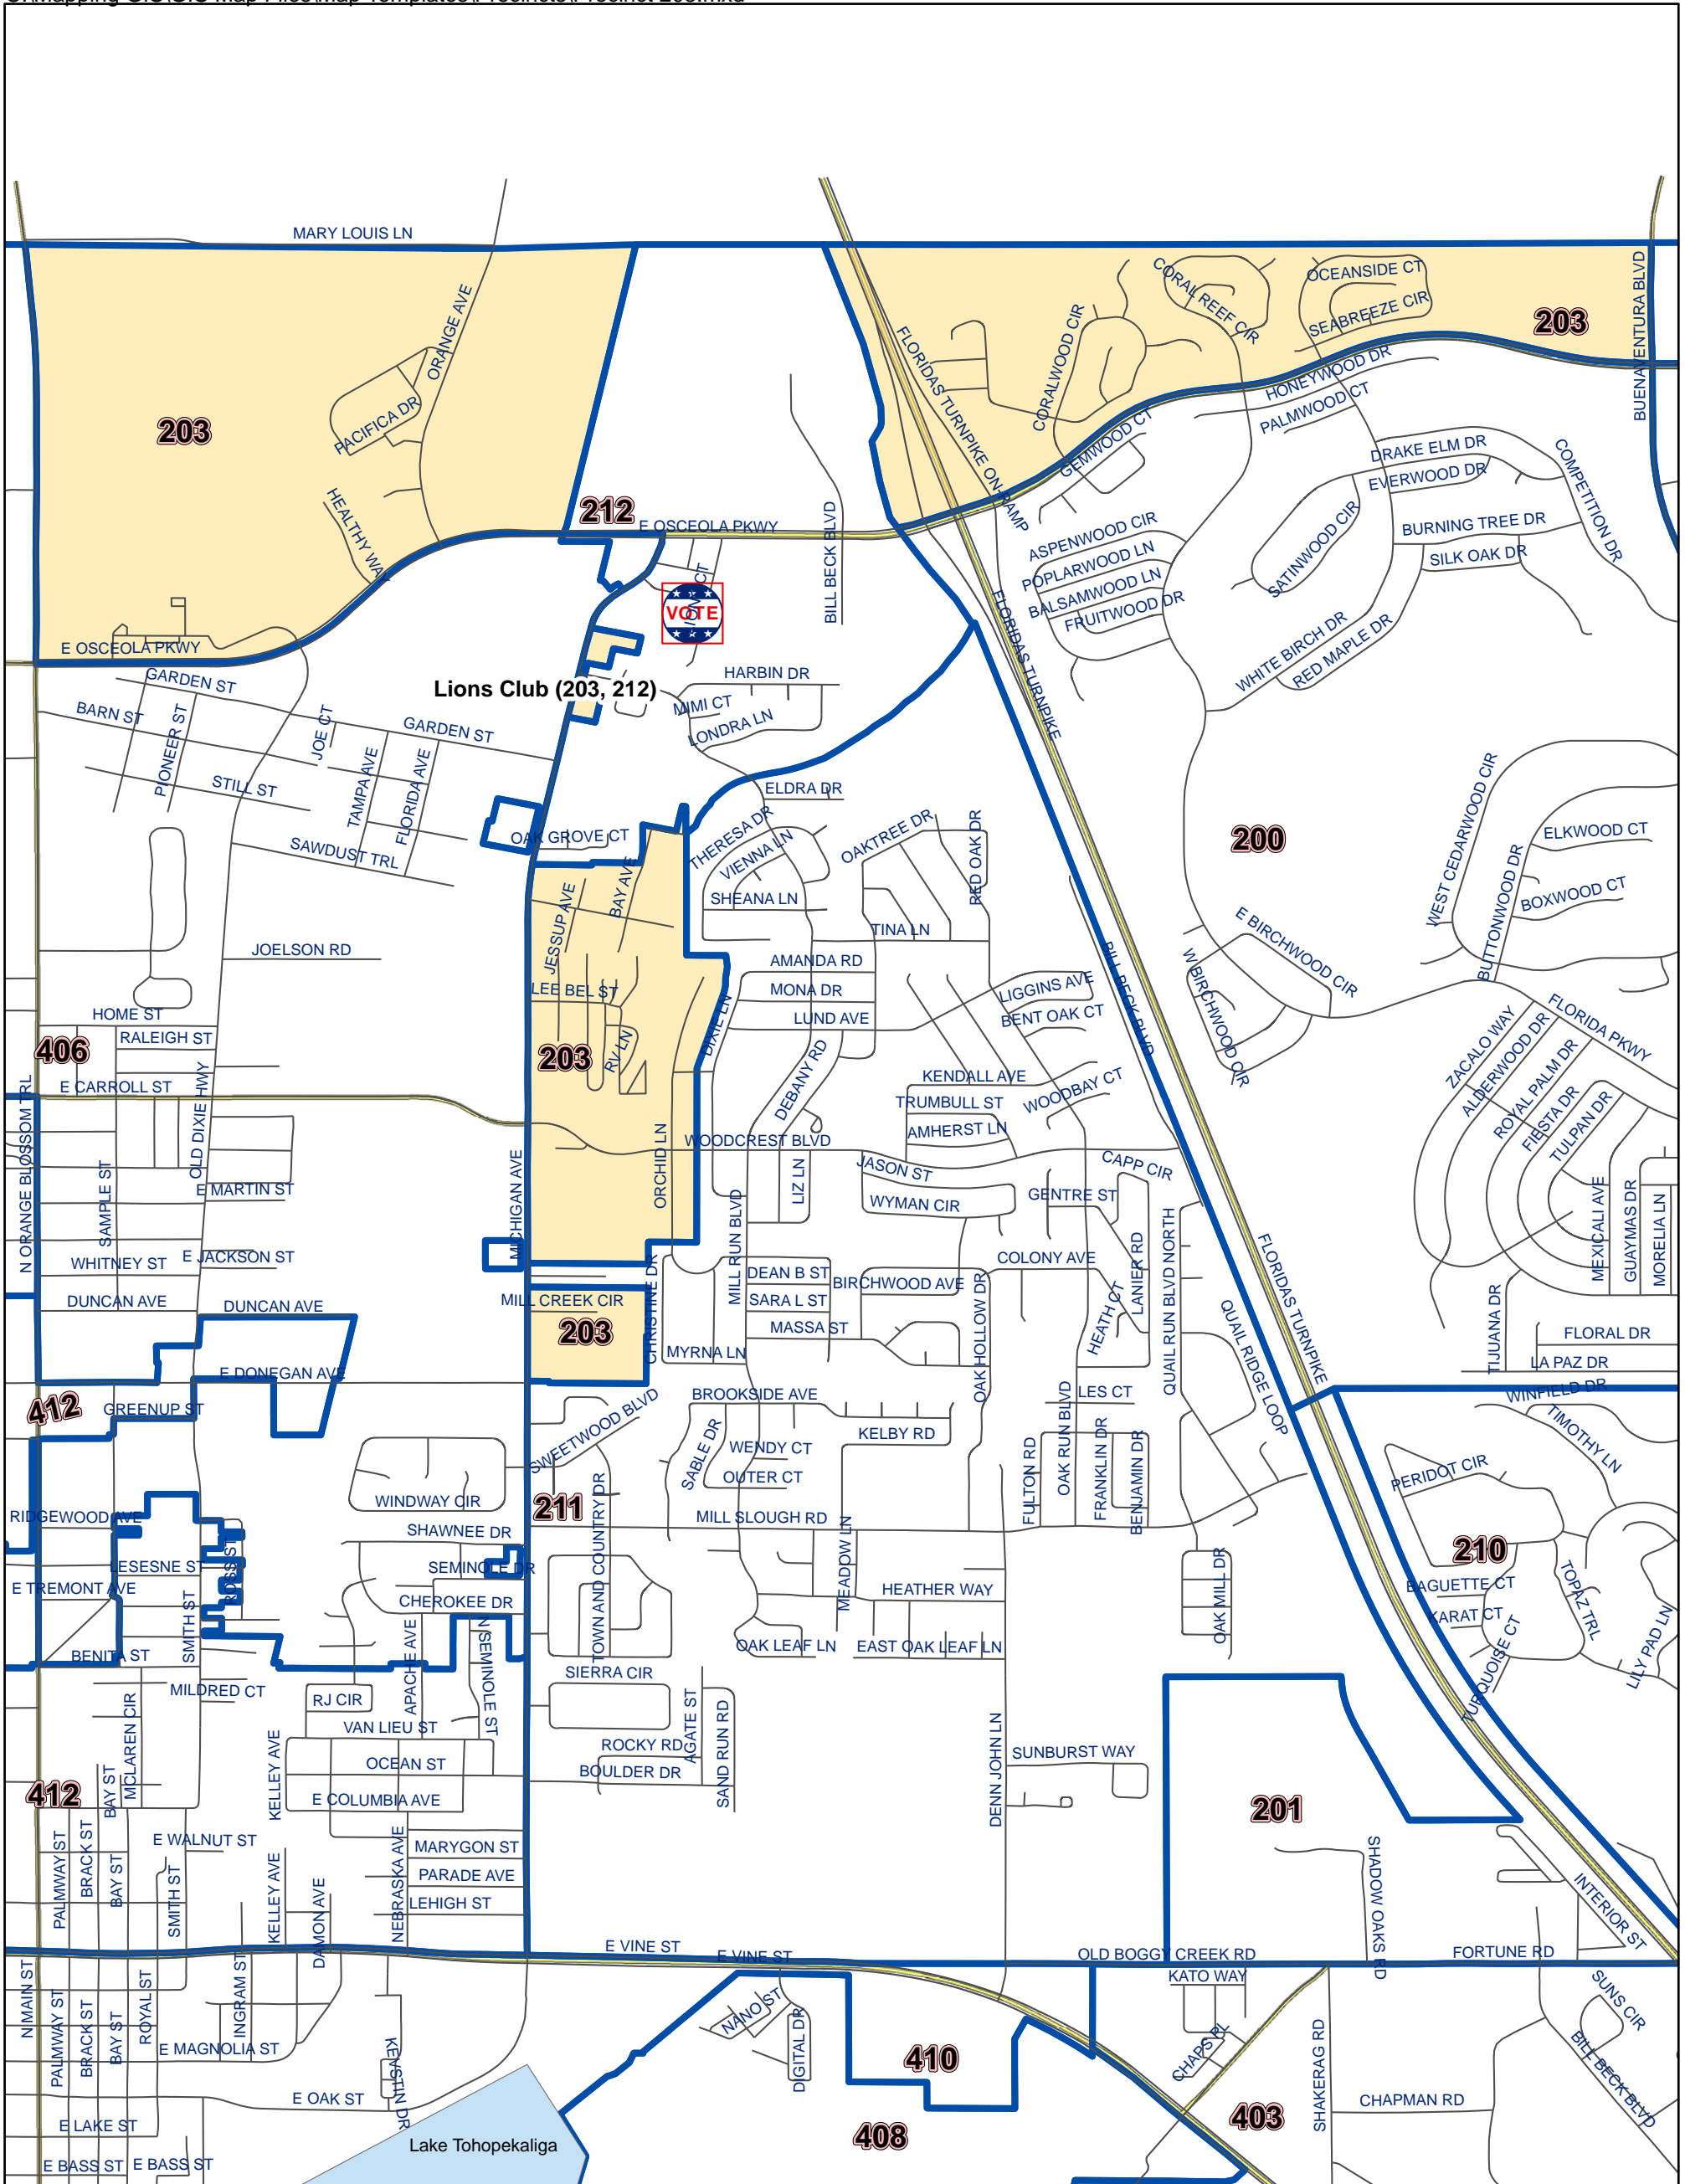 MARY LOUIS LN
OCEANSIDE CT
CORAL REEF CIR
SEABREEZE CIR
203
BUENAVENTURA BLVD
ORANGE AVE
CORALWOOD CIR
FLORIDAS TURNPIKE ON-RAMP
HONEYWOOD DR
PALMWOOD CT
PACIFICA DR
203
GEMWOOD CT
DRAKE ELM DR
EVERWOOD DR
COMPETITION DR
HEALTHY WAY
212
E OSCEOLA PKWY
BILL BECK BLVD
ASPENWOOD CIR
POPLARWOOD LN
BALSAMWOOD LN
FRUITWOOD DR
SATINWOOD CIR
BURNING TREE DR
SILK OAK DR
VOTE
FLORIDAS TURNPIKE
WHITE BIRCH DR
RED MAPLE DR
E OSCEOLA PKWY
GARDEN ST
Lions Club (203, 212)
HARBIN DR
MIMI CT
LONDRA LN
BARN ST
PIONEER ST
JOE CT
GARDEN ST
TAMPA AVE
FLORIDA AVE
STILL ST
ELDRA DR
OAK GROVE CT
SAWDUST TRL
THERESA DR
VIENNA LN
OAKTREE DR
RED OAK DR
200
WEST CEDARWOOD CIR
ELKWOOD CT
BUTTONWOOD DR
BOXWOOD CT
JESSUP AVE
BAY AVE
SHEANA LN
TINA LN
E BIRCHWOOD CIR
W BIRCHWOOD CIR
JOELSON RD
AMANDA RD
LEE BEL ST
MONA DR
LIGGINS AVE
BILL BECK BLVD
HOME ST
RALEIGH ST
LUND AVE
BENT OAK CT
DIXIE LN
406
203
RV LN
DEBANY RD
ZACALO WAY
ALDERWOOD DR
FLORIDA PKWY
ROYAL PALM DR
FIESTA DR
TULPAN DR
E CARROLL ST
KENDALL AVE
TRUMBULL ST
WOODBAY CT
AMHERST LN
N ORANGE BLOSSOM TRL
OLD DIXIE HWY
SAMPLE ST
WOODCREST BLVD
JASON ST
CAPP CIR
MICHIGAN AVE
ORCHID LN
LIZ LN
WYMAN CIR
GENTRE ST
E MARTIN ST
MEXICALI AVE
GUAYMAS DR
MORELIA LN
WHITNEY ST
E JACKSON ST
MILL RUN BLVD
COLONY AVE
LANIER RD
QUAIL RUN BLVD NORTH
FLORIDAS TURNPIKE
DEAN B ST
BIRCHWOOD AVE
DUNCAN AVE
DUNCAN AVE
MILL CREEK CIR
SARA L ST
CHRISTINE DR
203
MASSA ST
HEATH CT
QUAIL RIDGE LOOP
TIJUANA DR
FLORAL DR
MYRNA LN
OAK HOLLOW DR
LA PAZ DR
E DONEGAN AVE
412
GREENUP ST
BROOKSIDE AVE
LES CT
WINFIELD DR
TIMOTHY LN
SWEETWOOD BLVD
SABLE DR
KELBY RD
WENDY CT
OUTER CT
FULTON RD
OAK RUN BLVD
FRANKLIN DR
BENJAMIN DR
PERIDOT CIR
WINDWAY CIR
211
TOWN AND COUNTRY DR
RIDGEWOOD AVE
MILL SLOUGH RD
SHAWNEE DR
LESESNE ST
ROSS ST
SEMINOLE DR
MEADOW LN
210
E TREMONT AVE
CHEROKEE DR
HEATHER WAY
BAGUETTE CT
TOPAZ TRL
OAK MILL DR
KARAT CT
SMITH ST
BENITA ST
APACHE AVE
N SEMINOLE ST
OAK LEAF LN
EAST OAK LEAF LN
LILY PAD LN
TURQUOISE CT
MILDRED CT
RJ CIR
SIERRA CIR
MCLAREN CIR
VAN LIEU ST
AGATE ST
SAND RUN RD
KELLEY AVE
OCEAN ST
ROCKY RD
SUNBURST WAY
BOULDER DR
DENN JOHN LN
412
BAY ST
E COLUMBIA AVE
201
E WALNUT ST
MARYGON ST
PALMWAY ST
BRACK ST
BAY ST
SMITH ST
KELLEY AVE
DAMON AVE
NEBRASKA AVE
PARADE AVE
LEHIGH ST
SHADOW OAKS RD
INTERIOR ST
E VINE ST
E VINE ST
OLD BOGGY CREEK RD
FORTUNE RD
N MAIN ST
PALMWAY ST
BRACK ST
BAY ST
ROYAL ST
INGRAM ST
KATO WAY
SUNS CIR
NANO ST
DIGITAL DR
E MAGNOLIA ST
410
CHAPS PL
SHAKERAG RD
BILL BECK BLVD
KEYSTIN DR
E OAK ST
CHAPMAN RD
E LAKE ST
403
408
Lake Tohopekaliga
E BASS ST
E BASS ST